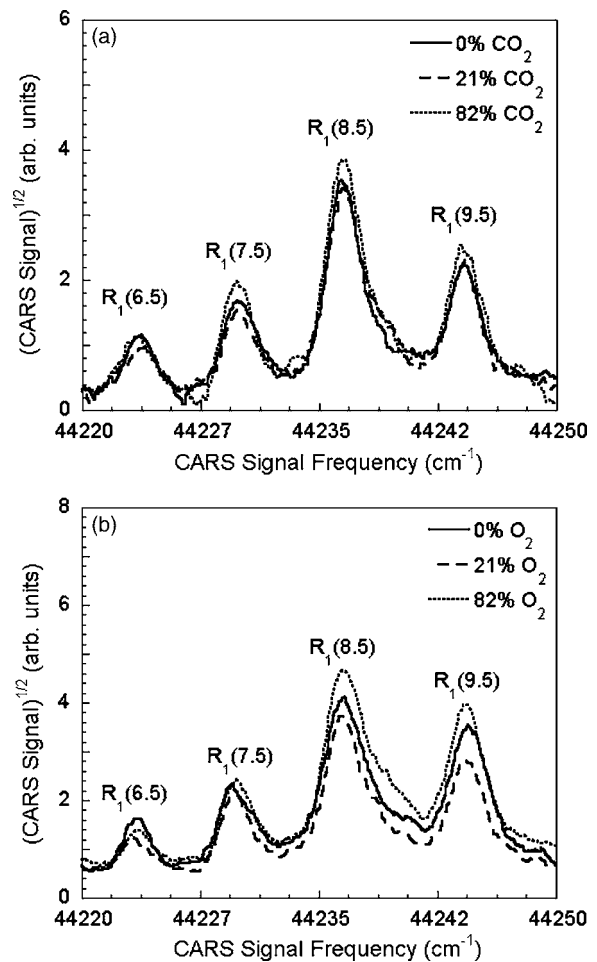 (a)
6
4
2
0
(CARS Signal)^1/2 (arb. units)
0% CO₂
21% CO₂
82% CO₂
R₁(8.5)
R₁(9.5)
R₁(7.5)
R₁(6.5)
44220 44227 44235 44242 44250
CARS Signal Frequency (cm⁻¹)
(b)
8
6
4
2
0
(CARS Signal)^1/2 (arb. units)
0% O₂
21% O₂
82% O₂
R₁(8.5)
R₁(9.5)
R₁(7.5)
R₁(6.5)
44220 44227 44235 44242 44250
CARS Signal Frequency (cm⁻¹)